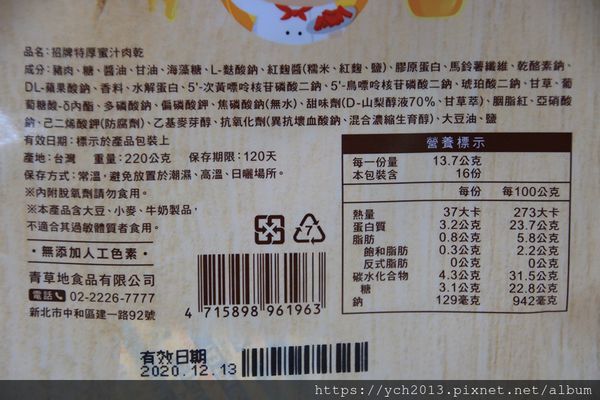 品名：招牌特厚蜜汁肉乾
成分：豬肉、糖、醬油、甘油、海藻糖、L-麩酸鈉、紅麴醬(糯米、紅麴、鹽)、膠原蛋白、馬鈴薯纖維、乾酪素鈉、
DL-蘋果酸鈉、香料、水解蛋白、5'-次黃嘌呤核苷磷酸二鈉、5'-鳥嘌呤核苷磷酸二鈉、琥珀酸二鈉、甘草、葡
萄糖酸-δ內酯、多磷酸鈉、偏磷酸鉀、焦磷酸鈉(無水)、甜味劑(D-山梨醇液70%、甘草萃)、胭脂紅、亞硝酸
鈉、己二烯酸鉀(防腐劑)、乙基麥芽醇、抗氧化劑(異抗壞血酸鈉、混合濃縮生育醇)、大豆油、鹽
有效日期：標示於產品包裝上
產地：台灣 重量：220公克 保存期限：120天
保存方式：常溫，避免放置於潮濕、高溫、日曬場所。
※內附脫氧劑請勿食用。
※本產品含大豆、小麥、牛奶製品，
不適合其過敏體質者食用。
•無添加人工色素•
青草地食品有限公司
電話 02-2226-7777
新北市中和區建一路92號
7
4 715898 961963
營養標示
每一份量 13.7公克
本包裝含 16份
每份 每100公克
熱量 37大卡 273大卡
蛋白質 3.2公克 23.7公克
脂肪 0.8公克 5.8公克
飽和脂肪 0.3公克 2.2公克
反式脂肪 0公克 0公克
碳水化合物 4.3公克 31.5公克
糖 3.1公克 22.8公克
鈉 129毫克 942毫克
有效日期
2020.12.13
https://ych2013.pixnet.net/album